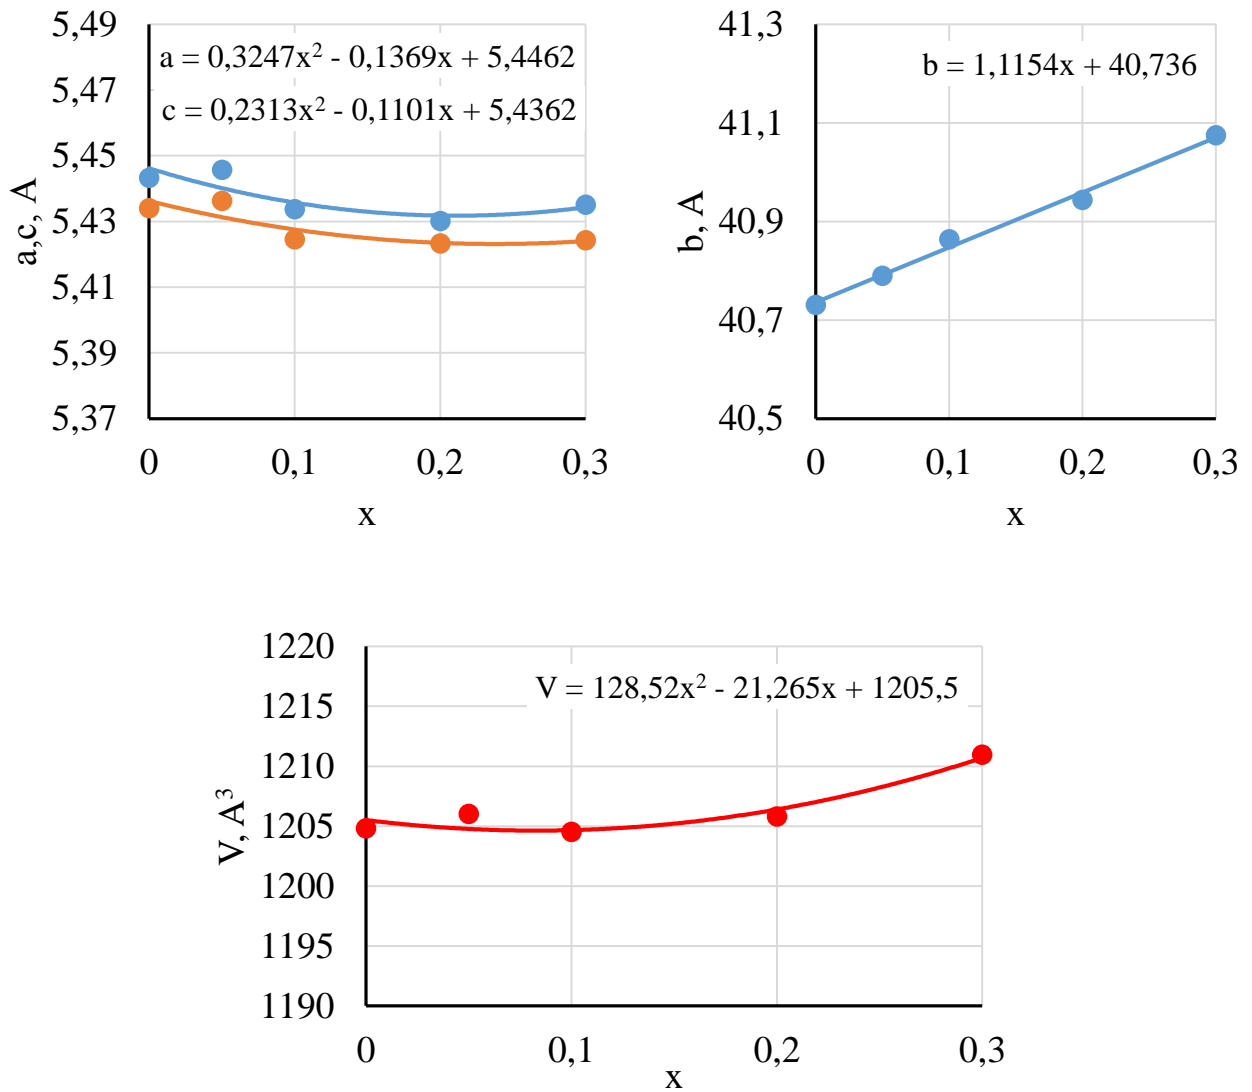 a = 0,3247x² - 0,1369x + 5,4462
c = 0,2313x² - 0,1101x + 5,4362
5,49
5,47
5,45
5,43
5,41
5,39
5,37
a,c, A
0 0,1 0,2 0,3
x
b = 1,1154x + 40,736
41,3
41,1
40,9
40,7
40,5
b, A
0 0,1 0,2 0,3
x
V = 128,52x² - 21,265x + 1205,5
1220
1215
1210
1205
1200
1195
1190
V, A³
0 0,1 0,2 0,3
x